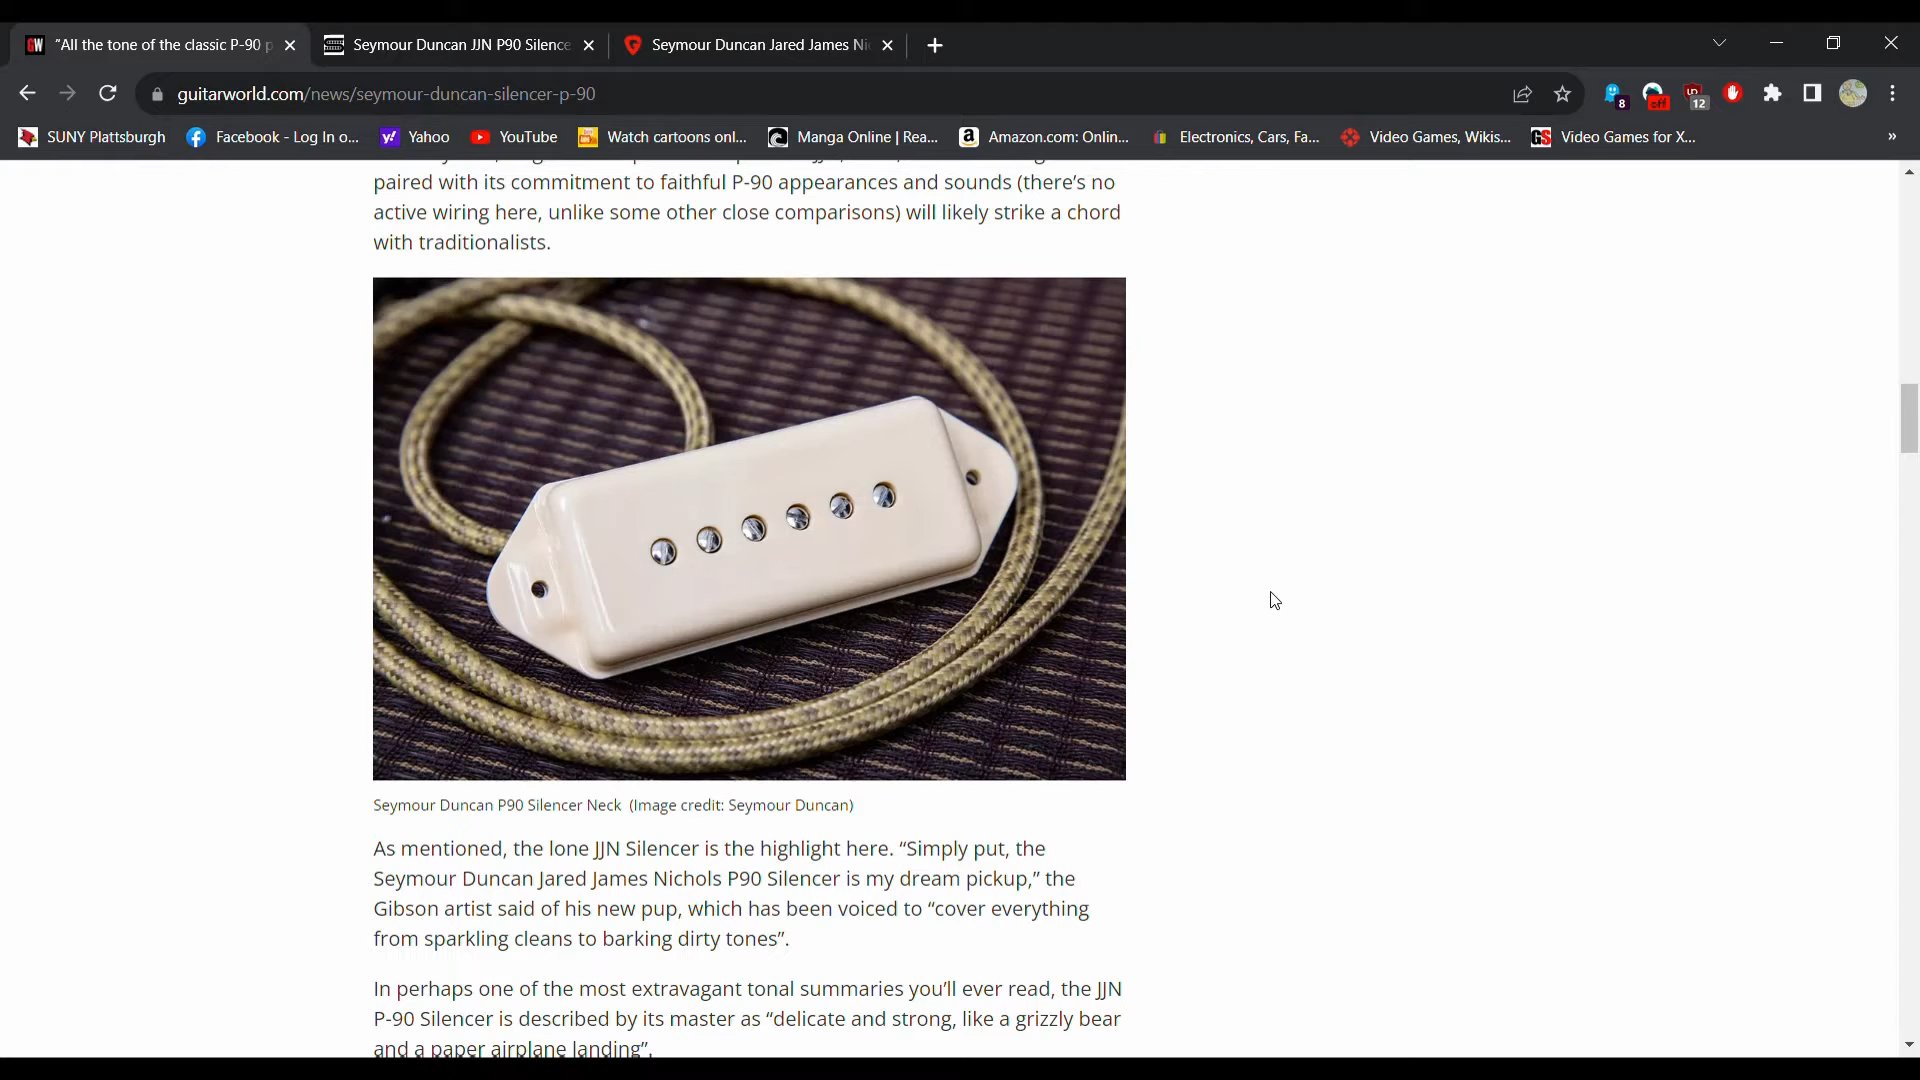 "All the tone of the classic P-90 p
Seymour Duncan JJN P90 Silence
Seymour Duncan Jared James Ni
guitarworld.com/news/seymour-duncan-silencer-p-90
8
off
12
SUNY Plattsburgh
Facebook - Log In o...
Yahoo
YouTube
Watch cartoons onl...
Manga Online | Rea...
Amazon.com: Onlin...
Electronics, Cars, Fa...
Video Games, Wikis...
Video Games for X...
paired with its commitment to faithful P-90 appearances and sounds (there’s no
active wiring here, unlike some other close comparisons) will likely strike a chord
with traditionalists.
Seymour Duncan P90 Silencer Neck (Image credit: Seymour Duncan)
As mentioned, the lone JJN Silencer is the highlight here. “Simply put, the
Seymour Duncan Jared James Nichols P90 Silencer is my dream pickup,” the
Gibson artist said of his new pup, which has been voiced to “cover everything
from sparkling cleans to barking dirty tones”.
In perhaps one of the most extravagant tonal summaries you’ll ever read, the JJN
P-90 Silencer is described by its master as “delicate and strong, like a grizzly bear
and a paper airplane landing”.